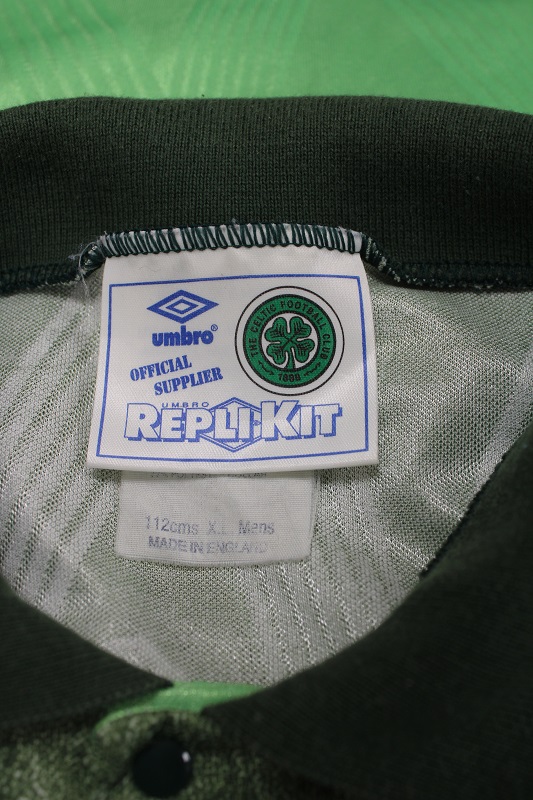 umbro®
THE CELTIC FOOTBALL CLUB
1888
OFFICIAL
SUPPLIER
UMBRO
REPLI-KIT
112cms X.L Mens
MADE IN ENGLAND